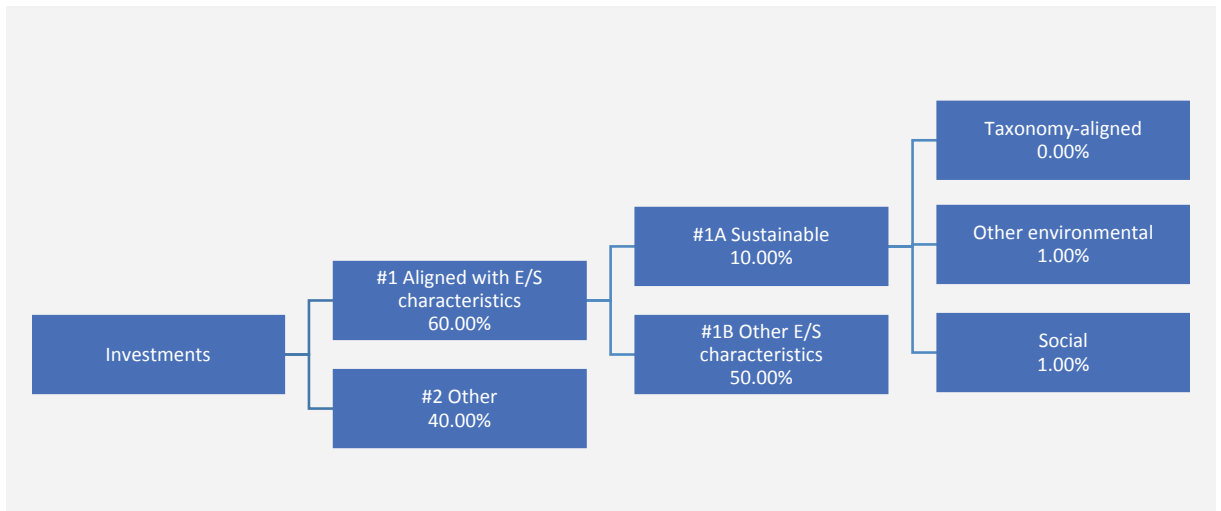 Investments
#1 Aligned with E/S
characteristics
60.00%
#2 Other
40.00%
#1A Sustainable
10.00%
#1B Other E/S
characteristics
50.00%
Taxonomy-aligned
0.00%
Other environmental
1.00%
Social
1.00%